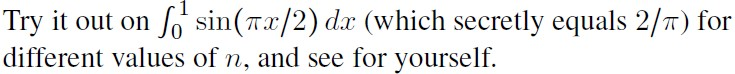 Try it out on ∫₀¹ sin(πx/2) dx (which secretly equals 2/π) for
different values of n, and see for yourself.